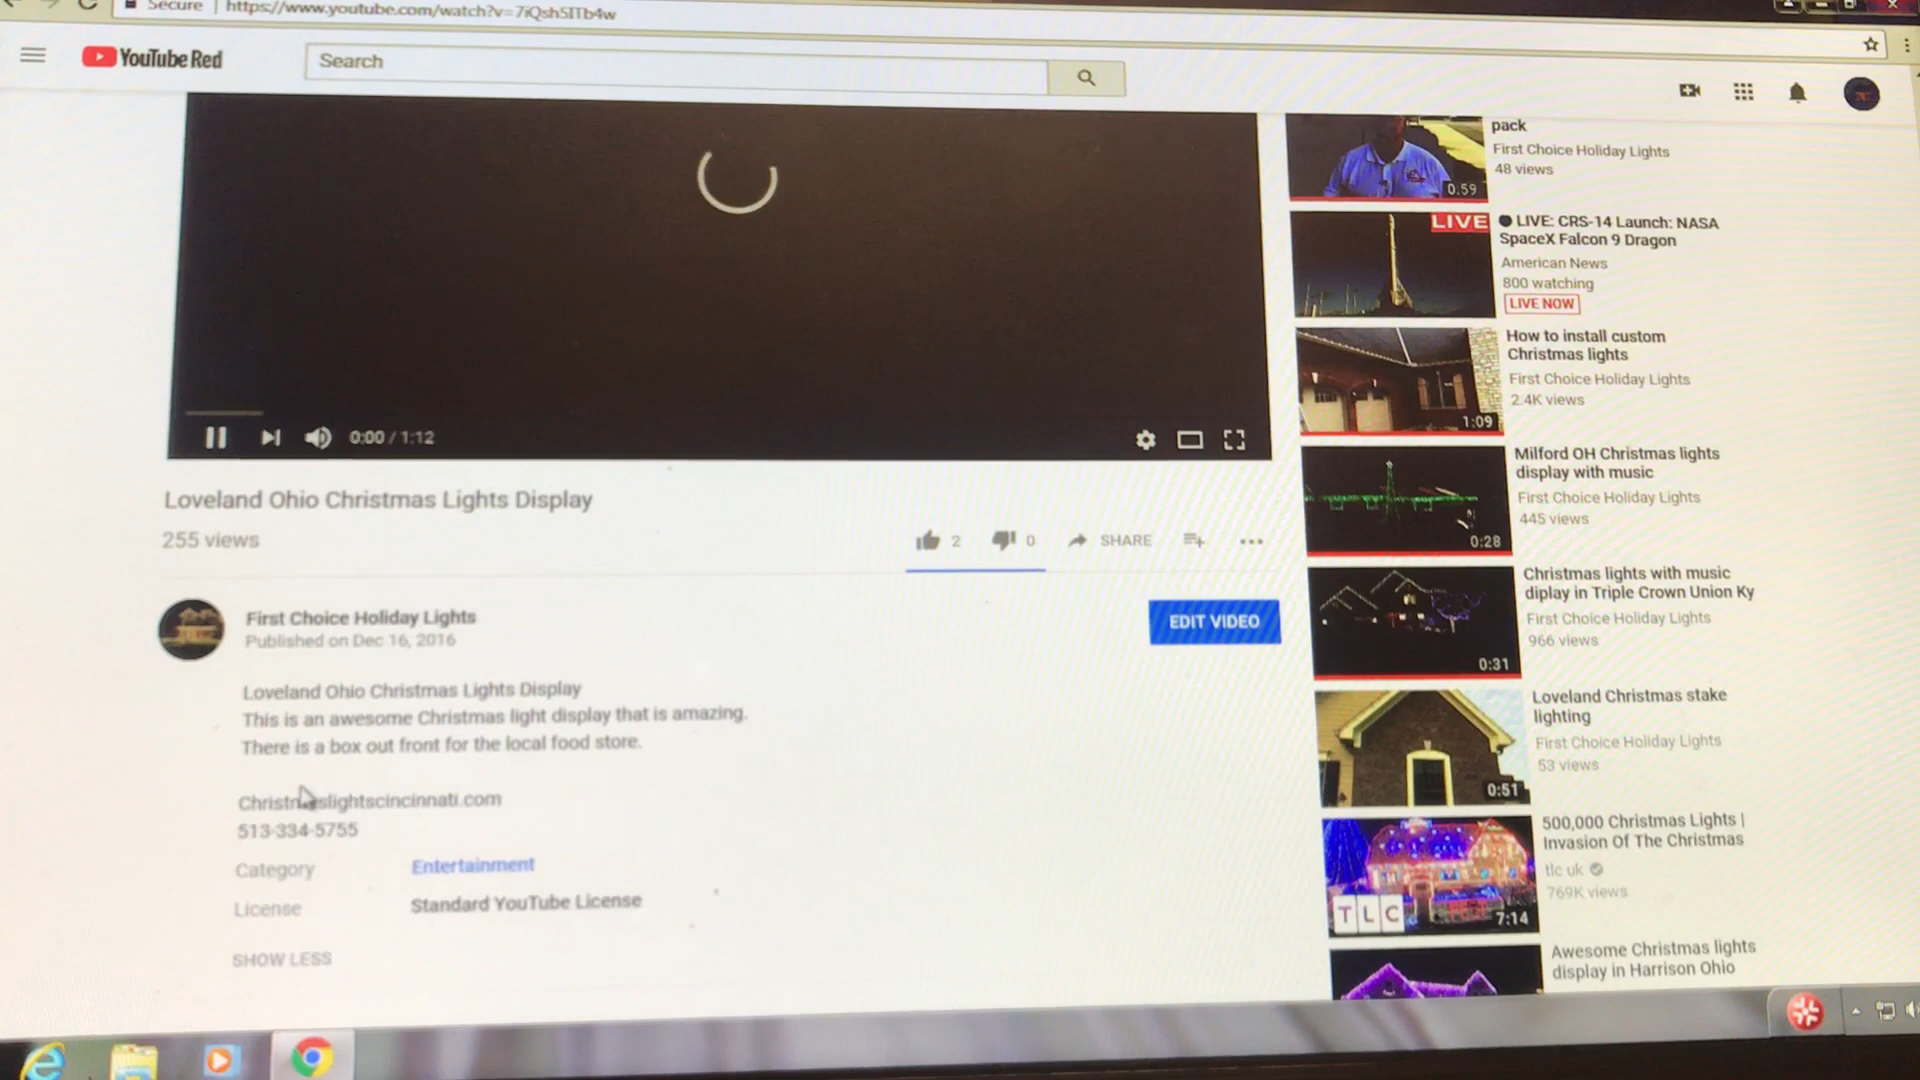 Secure | https://www.youtube.com/watch?v=7iQsh5ITb4w
YouTube Red
Search
0:00 / 1:12
Loveland Ohio Christmas Lights Display
255 views
2
0
SHARE
First Choice Holiday Lights
Published on Dec 16, 2016
EDIT VIDEO
Loveland Ohio Christmas Lights Display
This is an awesome Christmas light display that is amazing.
There is a box out front for the local food store.
Christmaslightscincinnati.com
513-334-5755
Category
Entertainment
License
Standard YouTube License
SHOW LESS
0:59
pack
First Choice Holiday Lights
48 views
LIVE
LIVE: CRS-14 Launch: NASA
SpaceX Falcon 9 Dragon
American News
800 watching
LIVE NOW
1:09
How to install custom
Christmas lights
First Choice Holiday Lights
2.4K views
0:28
Milford OH Christmas lights
display with music
First Choice Holiday Lights
445 views
0:31
Christmas lights with music
diplay in Triple Crown Union Ky
First Choice Holiday Lights
966 views
0:51
Loveland Christmas stake
lighting
First Choice Holiday Lights
53 views
TLC
7:14
500,000 Christmas Lights |
Invasion Of The Christmas
tlc uk
769K views
Awesome Christmas lights
display in Harrison Ohio